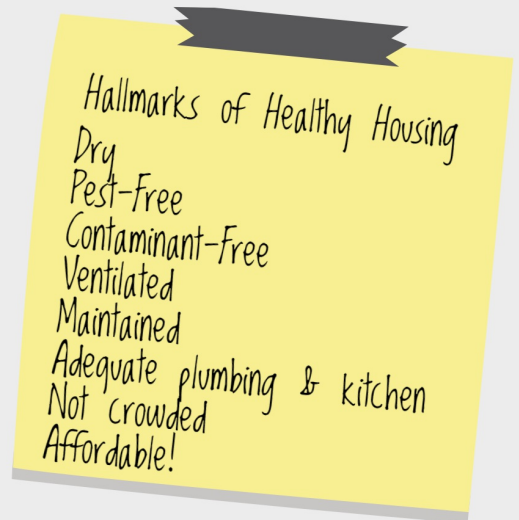 Hallmarks of Healthy Housing
Dry
Pest-Free
Contaminant-Free
Ventilated
Maintained
Adequate plumbing & kitchen
Not crowded
Affordable!